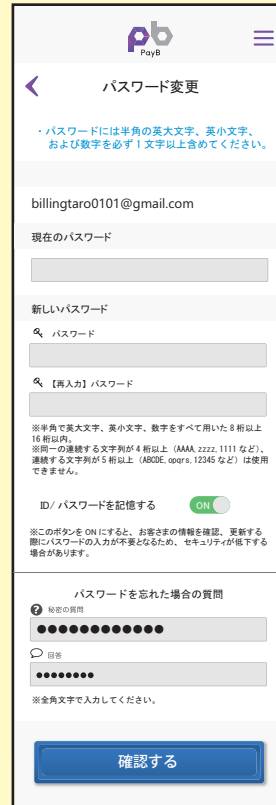 pb
PayB
パスワード変更
・パスワードには半角の英大文字、英小文字、
および数字を必ず1文字以上含めてください。
billingtaro0101@gmail.com
現在のパスワード
新しいパスワード
パスワード
【再入力】パスワード
※半角で英大文字、英小文字、数字をすべて用いた8桁以上
16桁以内。
※同一の連続する文字列が4桁以上（AAAA, zzzz, 1111など）、
連続する文字列が5桁以上（ABCDE, opqrs, 12345など）は使用
できません。
ID/パスワードを記憶する ON
※このボタンをONにすると、お客さまの情報を確認、更新する
際にパスワードの入力が不要となるため、セキュリティが低下する
場合があります。
パスワードを忘れた場合の質問
? 秘密の質問
●●●●●●●●●●●●
回答
●●●●●●●●
※全角文字で入力してください。
確認する